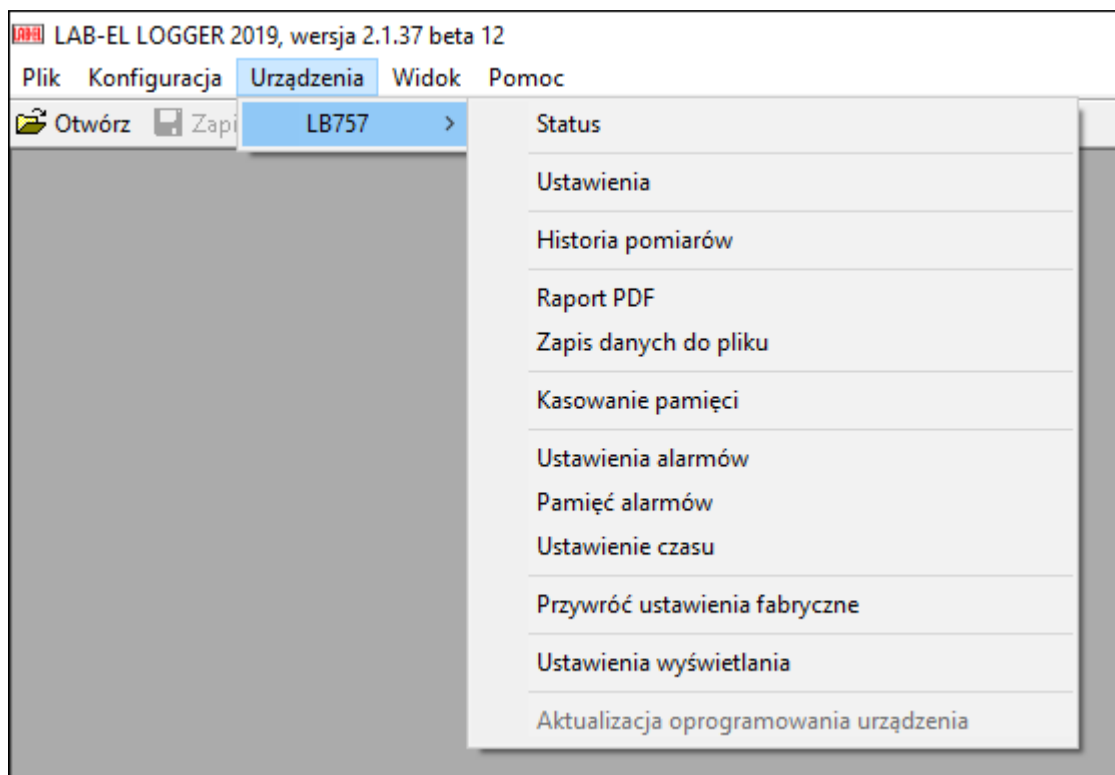 LAB-EL LOGGER 2019, wersja 2.1.37 beta 12
Plik Konfiguracja Urządzenia Widok Pomoc
Otwórz Zapi LB757 > Status
Ustawienia
Historia pomiarów
Raport PDF
Zapis danych do pliku
Kasowanie pamięci
Ustawienia alarmów
Pamięć alarmów
Ustawienie czasu
Przywróć ustawienia fabryczne
Ustawienia wyświetlania
Aktualizacja oprogramowania urządzenia